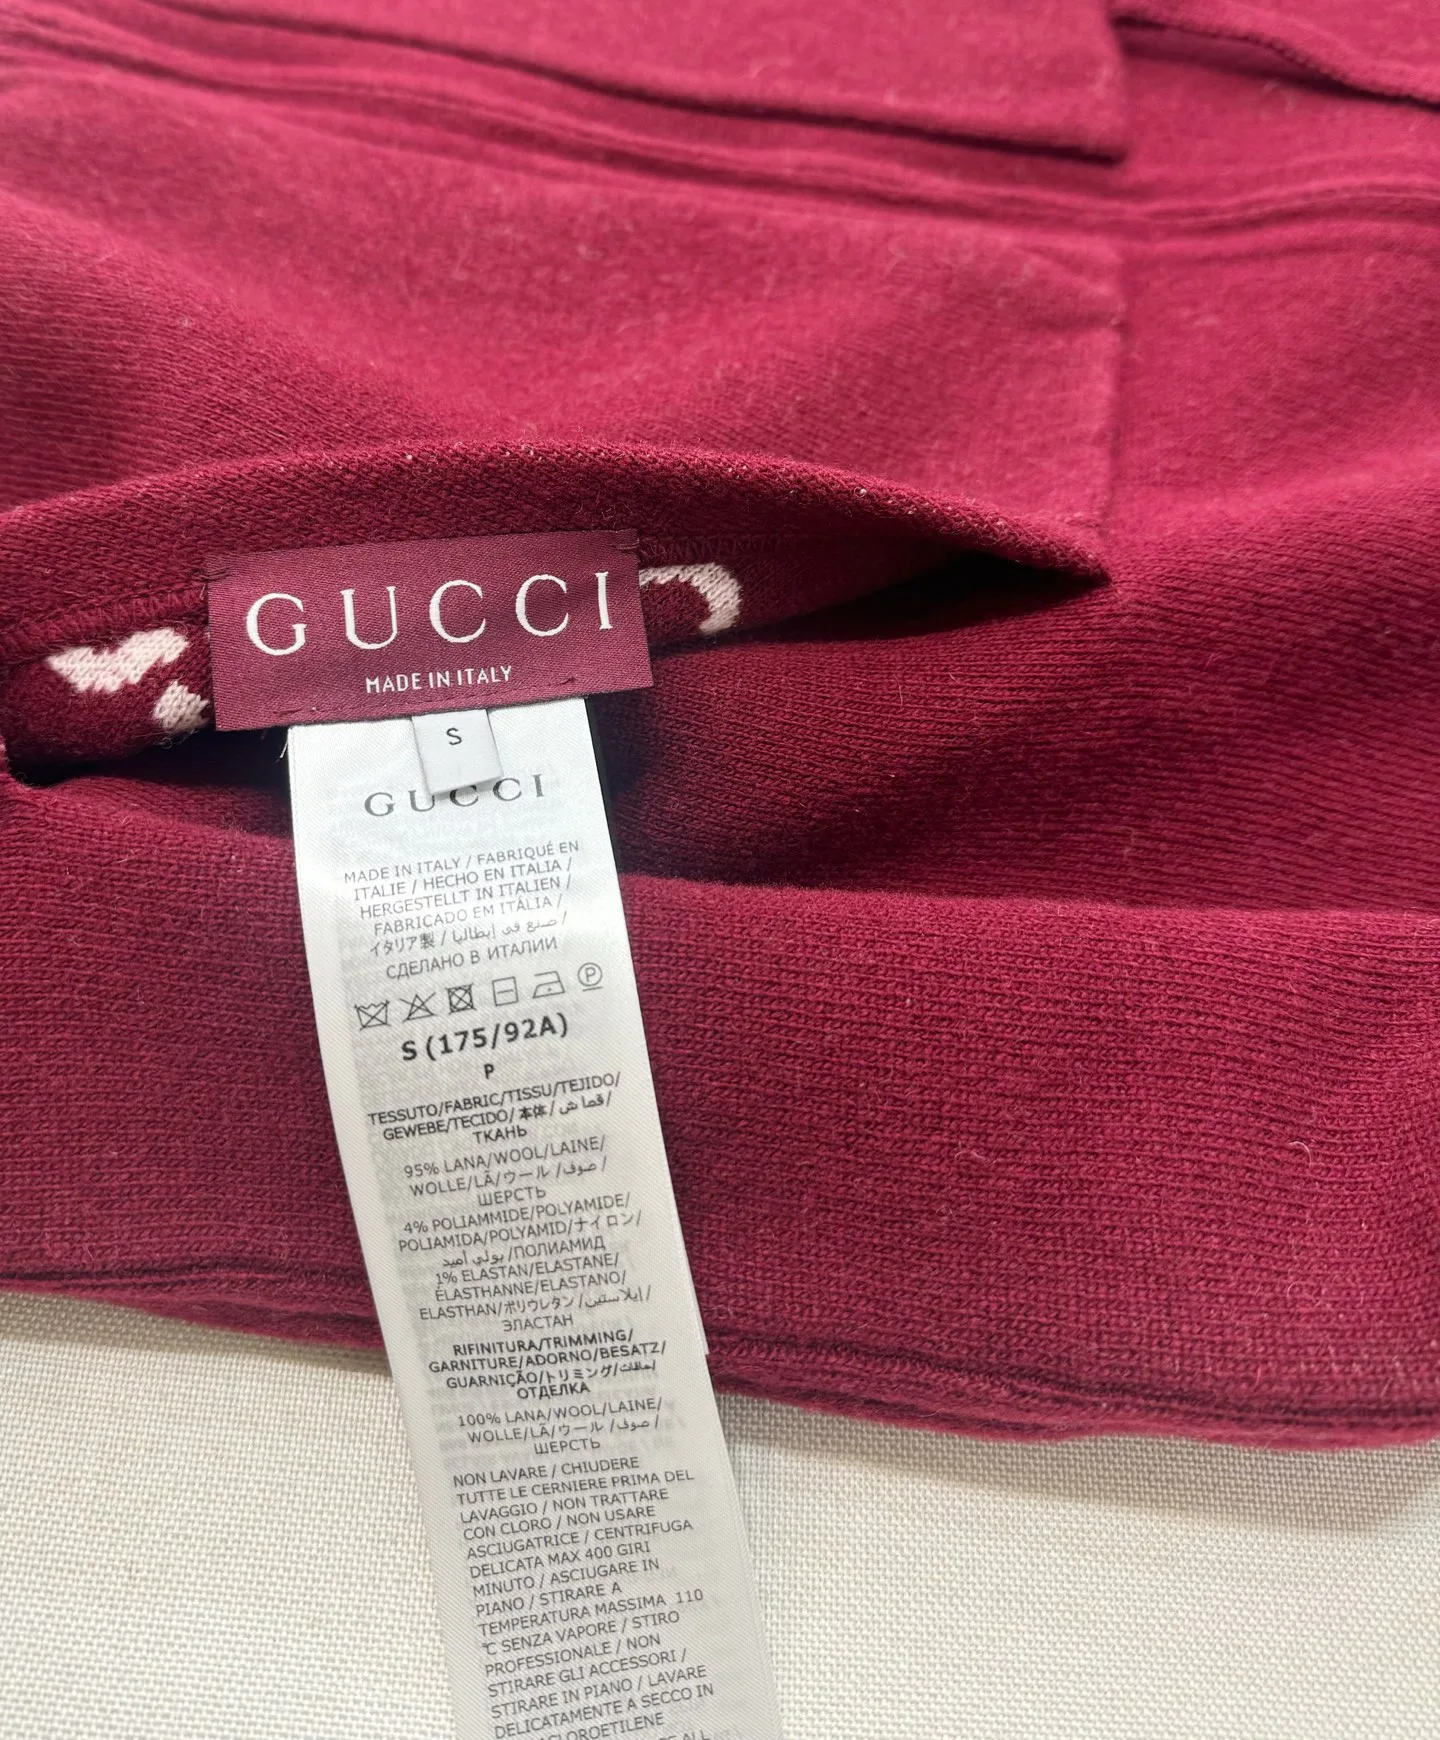 GUCCI
MADE IN ITALY
S
GUCCI
MADE IN ITALY / FABRIQUÉ EN
ITALIE / HECHO EN ITALIA /
HERGESTELLT IN ITALIEN /
FABRICADO EM ITÁLIA /
イタリア製 / صنع في إيطاليا /
СДЕЛАНО В ИТАЛИИ
P
S (175/92A)
P
TESSUTO/FABRIC/TISSU/TEJIDO/
GEWEBE/TECIDO/ 本体/ قماش /
ТКАНЬ
95% LANA/WOOL/LAINE/
WOLLE/LÃ/ウール /صوف /
ШЕРСТЬ
4% POLIAMMIDE/POLYAMIDE/
POLIAMIDA/POLYAMID/ナイロン/
بولي أميد /ПОЛИАМИД
1% ELASTAN/ELASTANE/
ÉLASTHANNE/ELASTANO/
ELASTHAN/ポリウレタン /إيلاستين/
ЭЛАСТАН
RIFINITURA/TRIMMING/
GARNITURE/ADORNO/BESATZ/
GUARNIÇÃO/トリミング/
ОТДЕЛКА
100% LANA/WOOL/LAINE/
WOLLE/LÃ/ウール /صوف /
ШЕРСТЬ
NON LAVARE / CHIUDERE
TUTTE LE CERNIERE PRIMA DEL
LAVAGGIO / NON TRATTARE
CON CLORO / NON USARE
ASCIUGATRICE / CENTRIFUGA
DELICATA MAX 400 GIRI
MINUTO / ASCIUGARE IN
PIANO / STIRARE A
TEMPERATURA MASSIMA 110
°C SENZA VAPORE / STIRO
PROFESSIONALE / NON
STIRARE GLI ACCESSORI /
STIRARE IN PIANO / LAVARE
DELICATAMENTE A SECCO IN